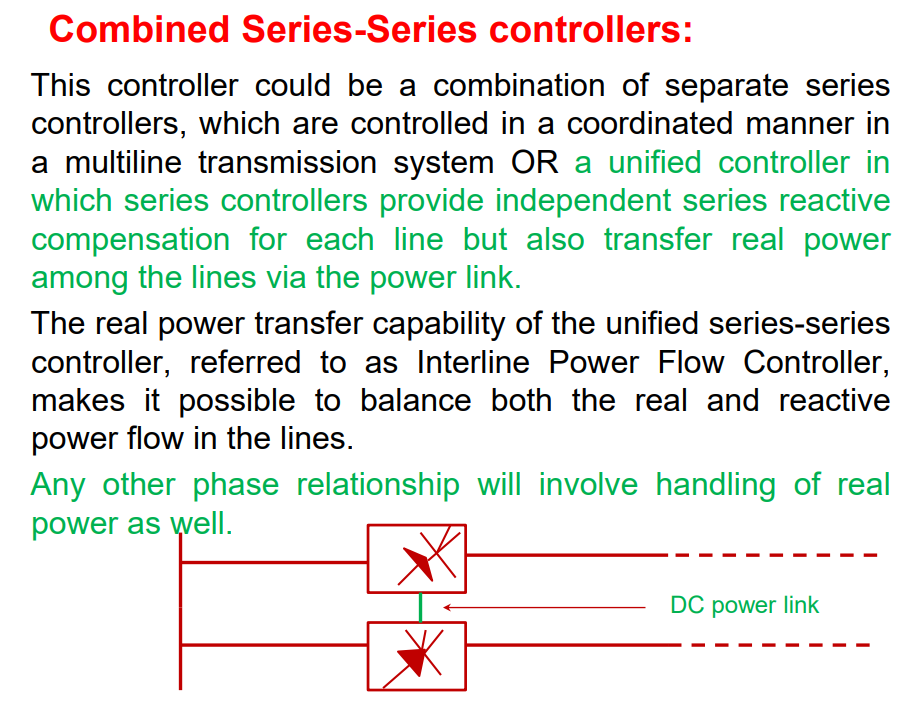 Combined Series-Series controllers:
This controller could be a combination of separate series
controllers, which are controlled in a coordinated manner in
a multiline transmission system OR a unified controller in
which series controllers provide independent series reactive
compensation for each line but also transfer real power
among the lines via the power link.
The real power transfer capability of the unified series-series
controller, referred to as Interline Power Flow Controller,
makes it possible to balance both the real and reactive
power flow in the lines.
Any other phase relationship will involve handling of real
power as well.
DC power link